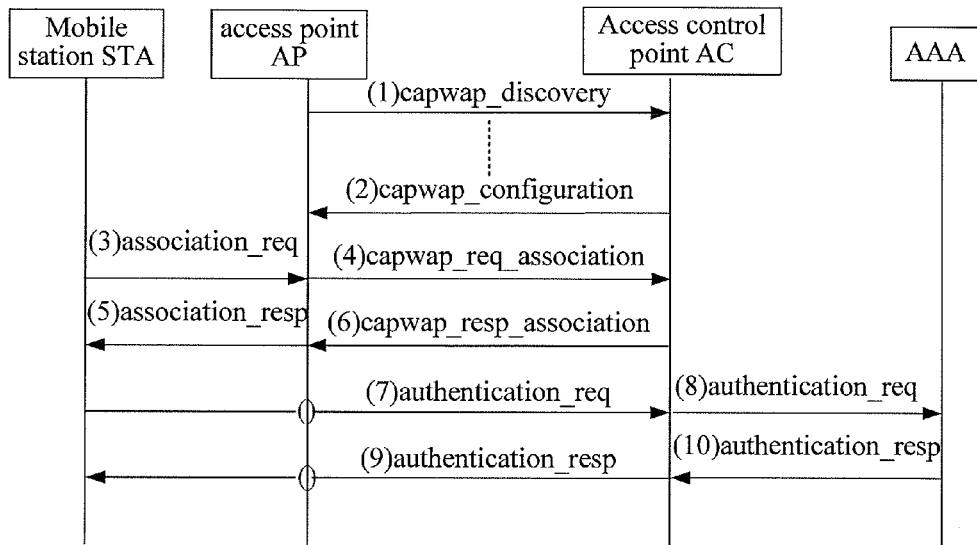 Mobile
station STA
access point
AP
Access control
point AC
AAA
(1)capwap_discovery
(2)capwap_configuration
(3)association_req
(4)capwap_req_association
(5)association_resp
(6)capwap_resp_association
(7)authentication_req
(8)authentication_req
(9)authentication_resp
(10)authentication_resp